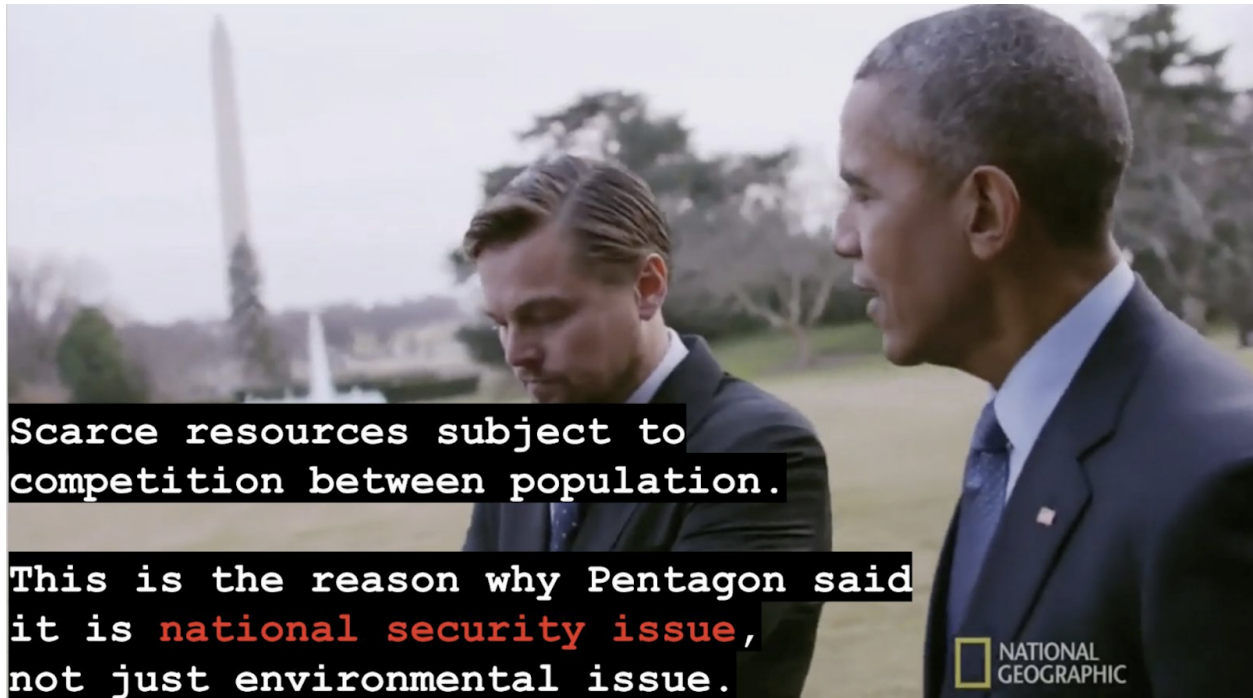 Scarce resources subject to
competition between population.
This is the reason why Pentagon said
it is national security issue,
not just environmental issue.
NATIONAL
GEOGRAPHIC